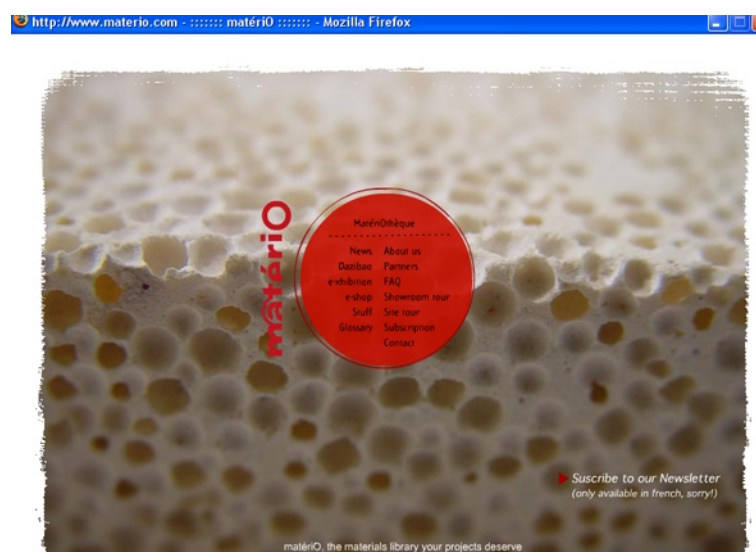 http://www.materio.com - ::::::: matériO ::::::: - Mozilla Firefox
matériO
MatériOthèque
News About us
Dazibao Partners
e-xhibition FAQ
e-shop Showroom tour
Stuff Site tour
Glossary Subscription
Contact
Suscribe to our Newsletter
(only available in french, sorry!)
matériO, the materials library your projects deserve